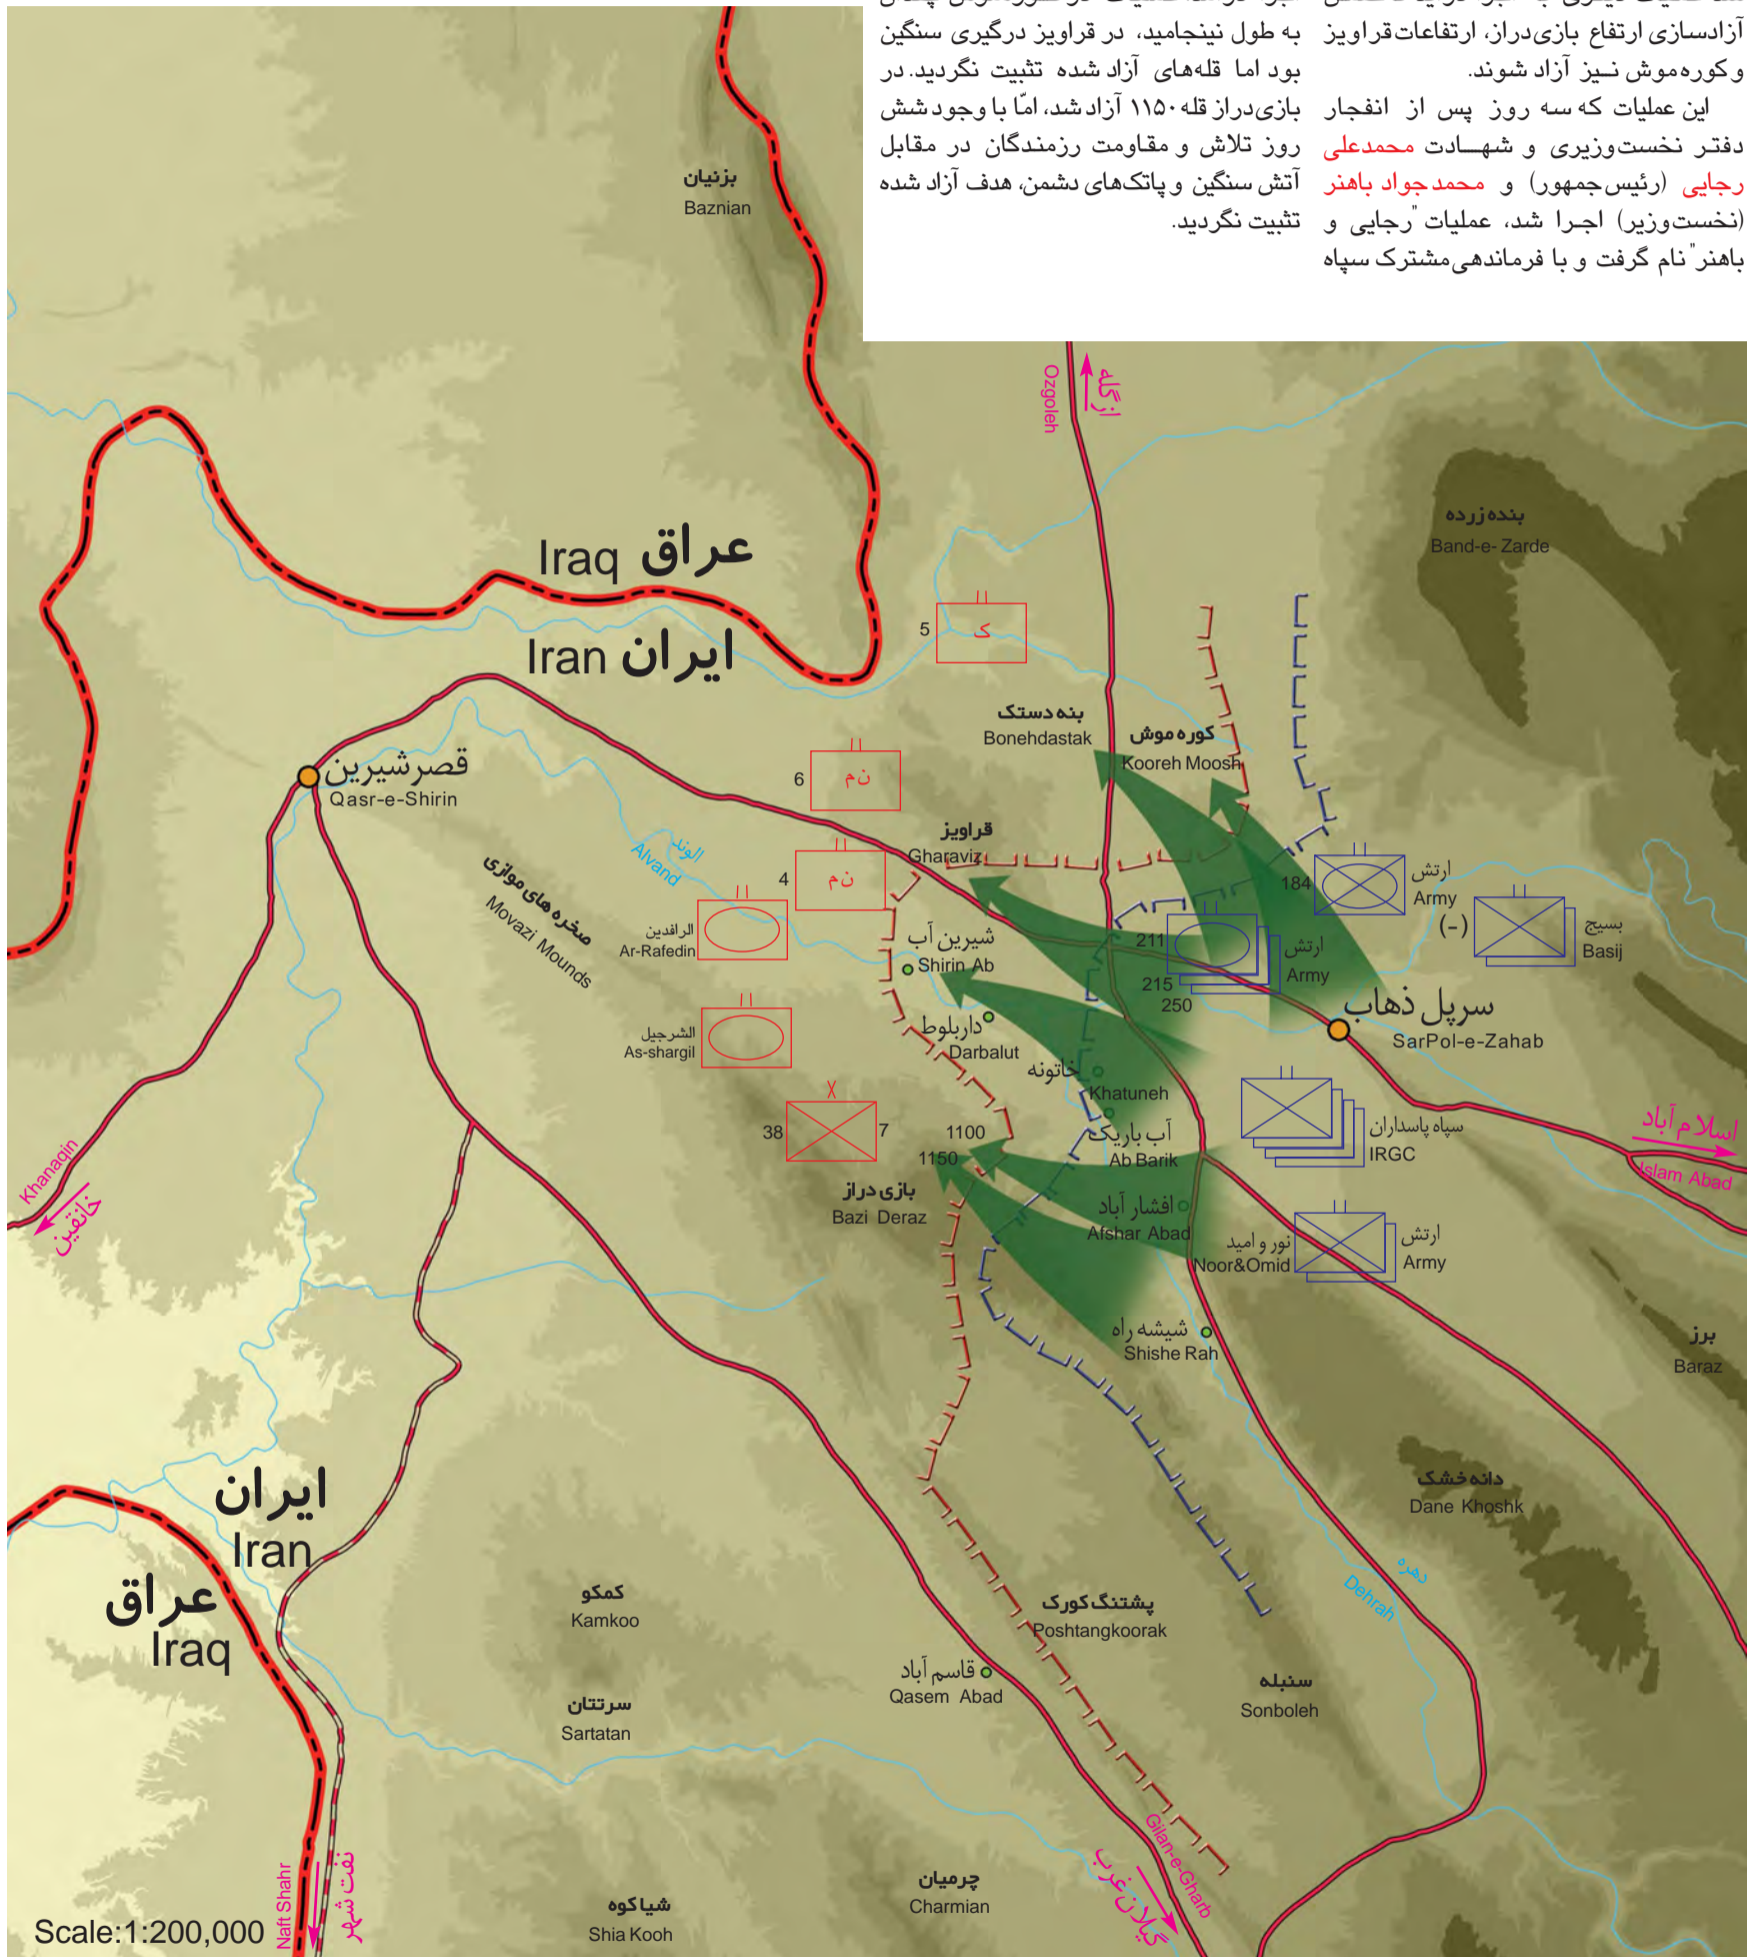 آزادسازی ارتفاع بازی‌دراز، ارتفاعات قراویز
و کوره‌موش نیز آزاد شوند.
این عملیات که سه روز پس از انفجار
دفتر نخست‌وزیری و شهادت محمدعلی
رجایی (رئیس‌جمهور) و محمدجواد باهنر
(نخست‌وزیر) اجرا شد، عملیات "رجایی و
باهنر" نام گرفت و با فرماندهی مشترک سپاه
به طول نینجامید، در قراویز درگیری سنگین
بود اما قله‌های آزاد شده تثبیت نگردید. در
بازی‌دراز قله ۱۱۵۰ آزاد شد، امّا با وجود شش
روز تلاش و مقاومت رزمندگان در مقابل
آتش سنگین و پاتک‌های دشمن، هدف آزاد شده
تثبیت نگردید.
بزنیان
Baznian
ازگله
Ozgoleh
بنده زرده
Band-e- Zarde
Iraq عراق
Iran ایران
5
ک
بنه دستک
Bonehdastak
کوره موش
Kooreh Moosh
6
ن م
قصرشیرین
Qasr-e-Shirin
قراویز
Gharaviz
4
ن م
الوند
Alvand
صخره های موازی
Movazi Mounds
الرافدین
Ar-Rafedin
شیرین آب
Shirin Ab
184
ارتش
Army
(-)
بسیج
Basij
211
215
250
ارتش
Army
سرپل ذهاب
SarPol-e-Zahab
الشرجیل
As-shargil
داربلوط
Darbalut
خاتونه
Khatuneh
38
7
1100
1150
آب باریک
Ab Barik
سپاه پاسداران
IRGC
اسلام آباد
Islam Abad
Khanaqin
خانقین
بازی دراز
Bazi Deraz
افشار آباد
Afshar Abad
نور و امید
Noor&Omid
ارتش
Army
شیشه راه
Shishe Rah
برز
Baraz
ایران
Iran
عراق
Iraq
دانه خشک
Dane Khoshk
دهره
Dehrah
کمکو
Kamkoo
پشتنگ کورک
Poshtangkoorak
قاسم آباد
Qasem Abad
سنبله
Sonboleh
سرتتان
Sartatan
Naft Shahr
نفت شهر
Gilan-e-Gharb
گیلان غرب
چرمیان
Charmian
شیا کوه
Shia Kooh
Scale:1:200,000